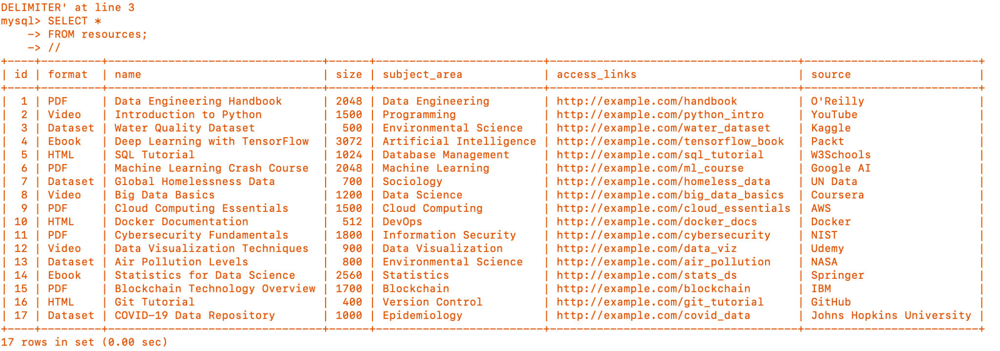 DELIMITER' at line 3
mysql> SELECT *
    -> FROM resources;
    -> //
+----+---------+--------------------------------+------+-------------------------+-------------------------------------+--------------------------+
| id | format  | name                           | size | subject_area            | access_links                        | source                   |
+----+---------+--------------------------------+------+-------------------------+-------------------------------------+--------------------------+
|  1 | PDF     | Data Engineering Handbook      | 2048 | Data Engineering        | http://example.com/handbook         | O'Reilly                 |
|  2 | Video   | Introduction to Python         | 1500 | Programming             | http://example.com/python_intro     | YouTube                  |
|  3 | Dataset | Water Quality Dataset          |  500 | Environmental Science   | http://example.com/water_dataset    | Kaggle                   |
|  4 | Ebook   | Deep Learning with TensorFlow  | 3072 | Artificial Intelligence | http://example.com/tensorflow_book  | Packt                    |
|  5 | HTML    | SQL Tutorial                   | 1024 | Database Management     | http://example.com/sql_tutorial     | W3Schools                |
|  6 | PDF     | Machine Learning Crash Course  | 2048 | Machine Learning        | http://example.com/ml_course        | Google AI                |
|  7 | Dataset | Global Homelessness Data       |  700 | Sociology               | http://example.com/homeless_data    | UN Data                  |
|  8 | Video   | Big Data Basics                | 1200 | Data Science            | http://example.com/big_data_basics  | Coursera                 |
|  9 | PDF     | Cloud Computing Essentials     | 1500 | Cloud Computing         | http://example.com/cloud_essentials | AWS                      |
| 10 | HTML    | Docker Documentation           |  512 | DevOps                  | http://example.com/docker_docs      | Docker                   |
| 11 | PDF     | Cybersecurity Fundamentals     | 1800 | Information Security    | http://example.com/cybersecurity    | NIST                     |
| 12 | Video   | Data Visualization Techniques  |  900 | Data Visualization      | http://example.com/data_viz         | Udemy                    |
| 13 | Dataset | Air Pollution Levels           |  800 | Environmental Science   | http://example.com/air_pollution    | NASA                     |
| 14 | Ebook   | Statistics for Data Science    | 2560 | Statistics              | http://example.com/stats_ds         | Springer                 |
| 15 | PDF     | Blockchain Technology Overview | 1700 | Blockchain              | http://example.com/blockchain       | IBM                      |
| 16 | HTML    | Git Tutorial                   |  400 | Version Control         | http://example.com/git_tutorial     | GitHub                   |
| 17 | Dataset | COVID-19 Data Repository       | 1000 | Epidemiology            | http://example.com/covid_data       | Johns Hopkins University |
+----+---------+--------------------------------+------+-------------------------+-------------------------------------+--------------------------+
17 rows in set (0.00 sec)